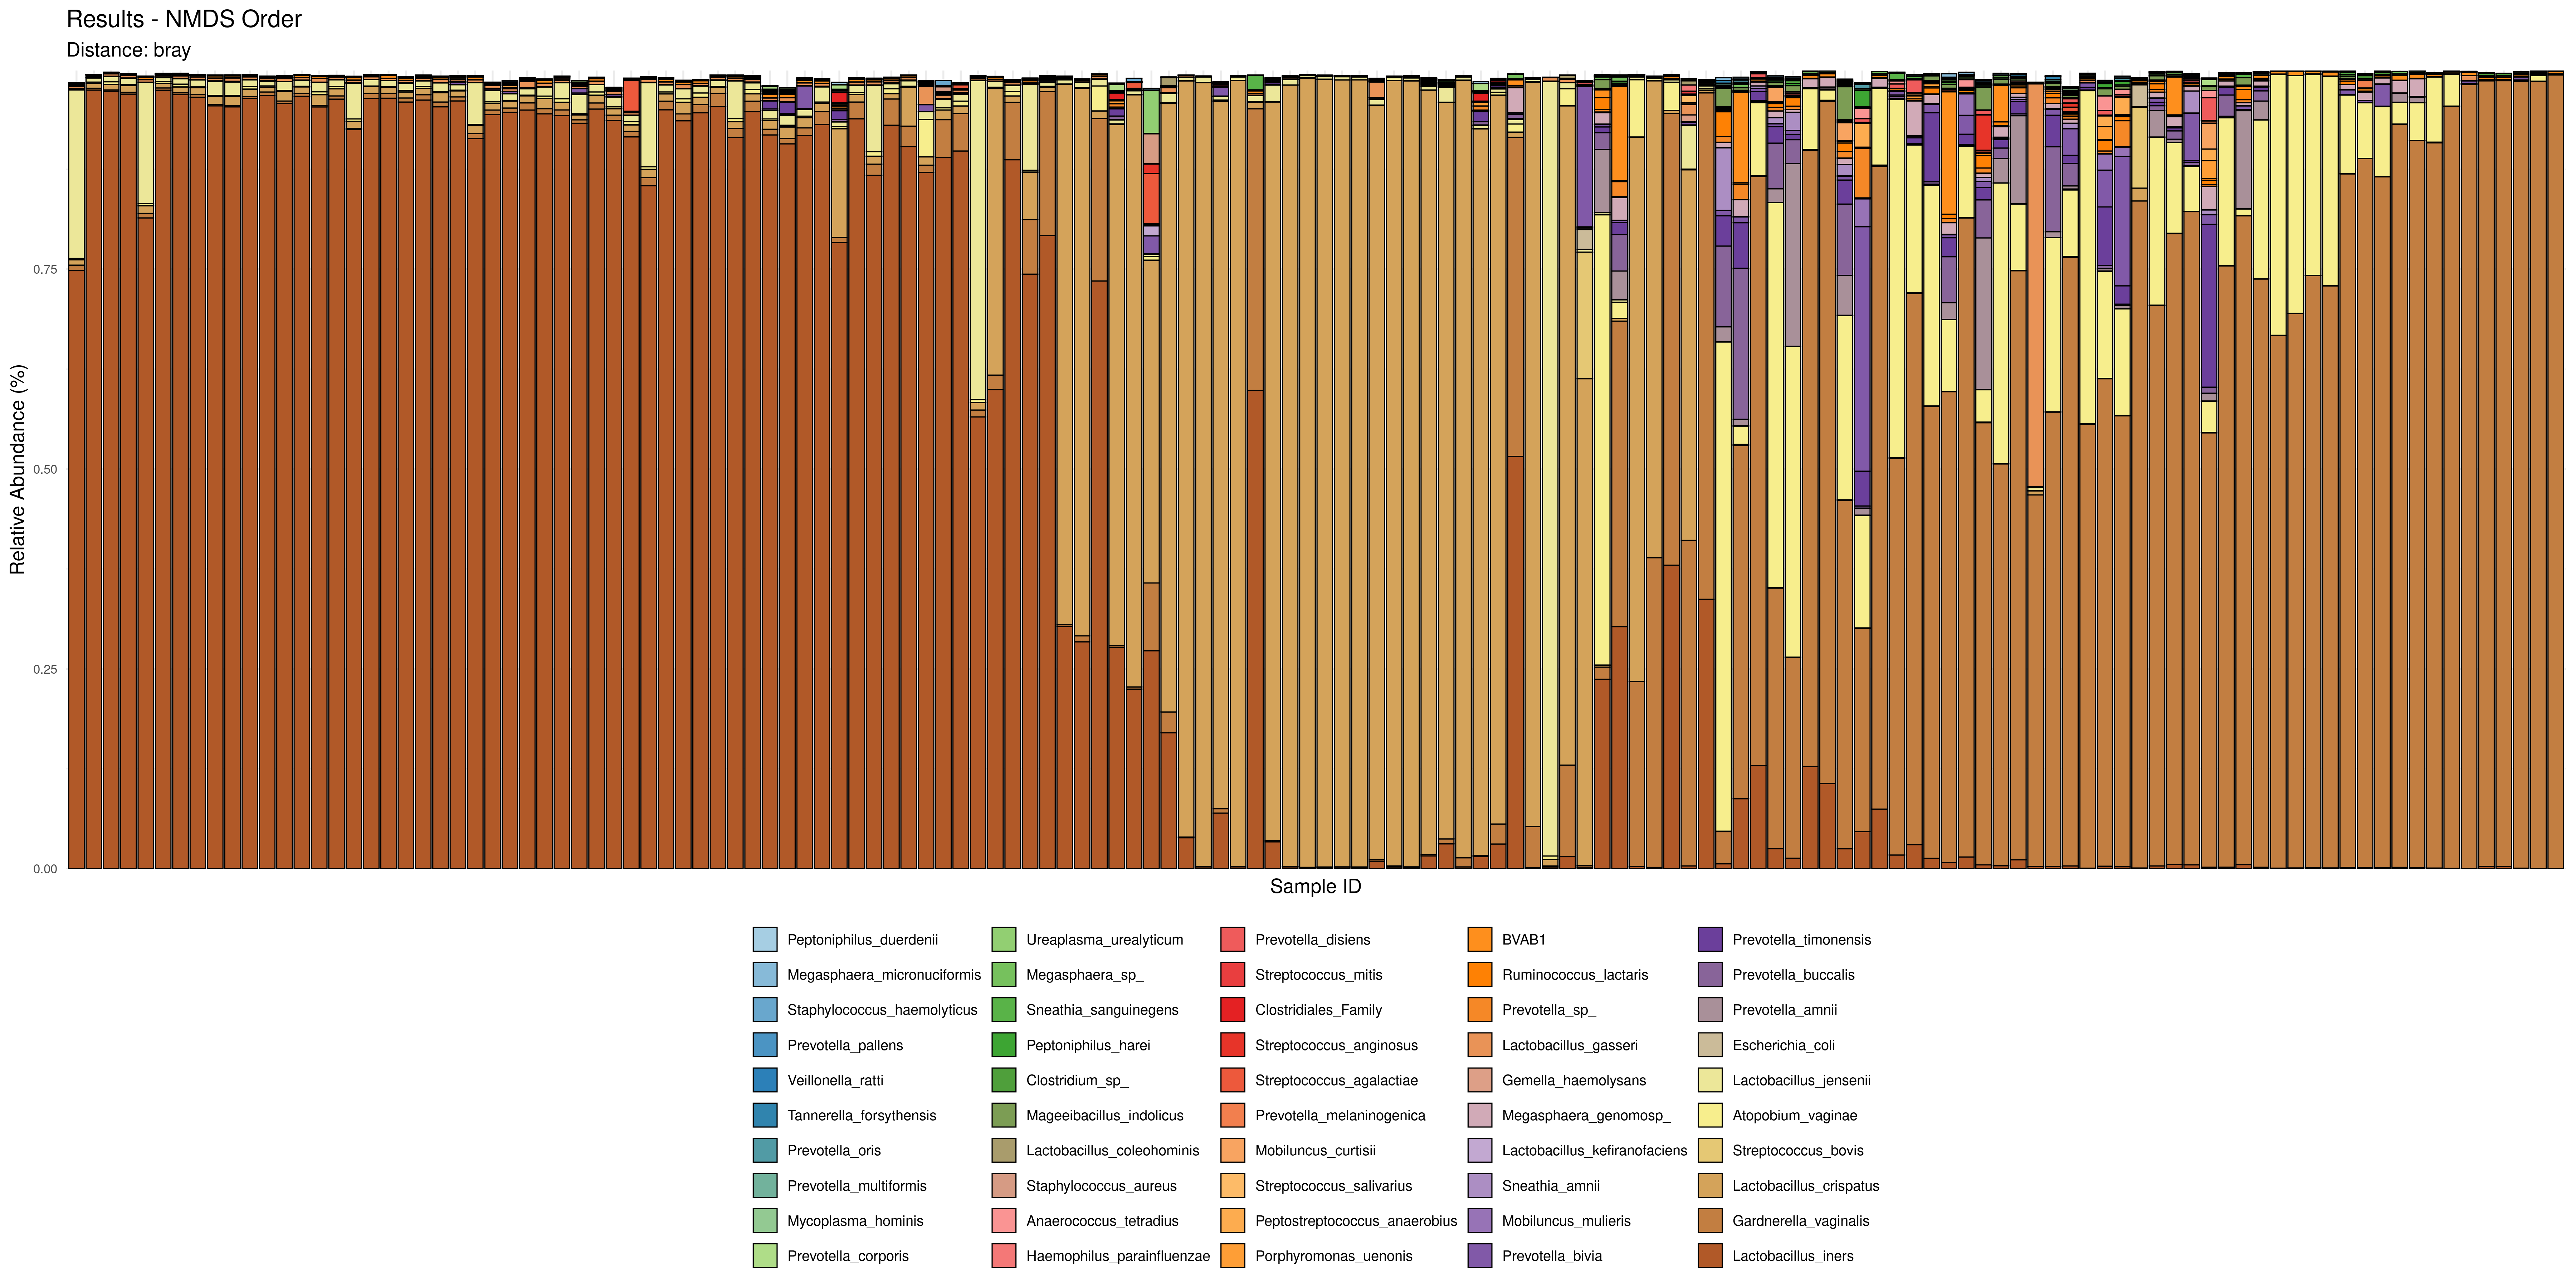 Results - NMDS Order
Distance: bray
Relative Abundance (%)
0.75
0.50
0.25
0.00
Sample ID
Peptoniphilus_duerdenii
Megasphaera_micronuciformis
Staphylococcus_haemolyticus
Prevotella_pallens
Veillonella_ratti
Tannerella_forsythensis
Prevotella_oris
Prevotella_multiformis
Mycoplasma_hominis
Prevotella_corporis
Ureaplasma_urealyticum
Megasphaera_sp_
Sneathia_sanguinegens
Peptoniphilus_harei
Clostridium_sp_
Mageeibacillus_indolicus
Lactobacillus_coleohominis
Staphylococcus_aureus
Anaerococcus_tetradius
Haemophilus_parainfluenzae
Prevotella_disiens
Streptococcus_mitis
Clostridiales_Family
Streptococcus_anginosus
Streptococcus_agalactiae
Prevotella_melaninogenica
Mobiluncus_curtisii
Streptococcus_salivarius
Peptostreptococcus_anaerobius
Porphyromonas_uenonis
BVAB1
Ruminococcus_lactaris
Prevotella_sp_
Lactobacillus_gasseri
Gemella_haemolysans
Megasphaera_genomosp_
Lactobacillus_kefiranofaciens
Sneathia_amnii
Mobiluncus_mulieris
Prevotella_bivia
Prevotella_timonensis
Prevotella_buccalis
Prevotella_amnii
Escherichia_coli
Lactobacillus_jensenii
Atopobium_vaginae
Streptococcus_bovis
Lactobacillus_crispatus
Gardnerella_vaginalis
Lactobacillus_iners